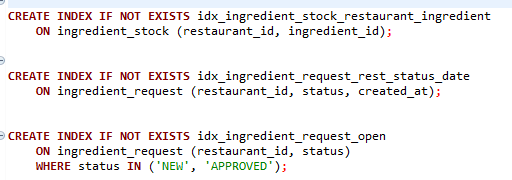 CREATE INDEX IF NOT EXISTS idx_ingredient_stock_restaurant_ingredient
ON ingredient_stock (restaurant_id, ingredient_id);
CREATE INDEX IF NOT EXISTS idx_ingredient_request_rest_status_date
ON ingredient_request (restaurant_id, status, created_at);
CREATE INDEX IF NOT EXISTS idx_ingredient_request_open
ON ingredient_request (restaurant_id, status)
WHERE status IN ('NEW', 'APPROVED');